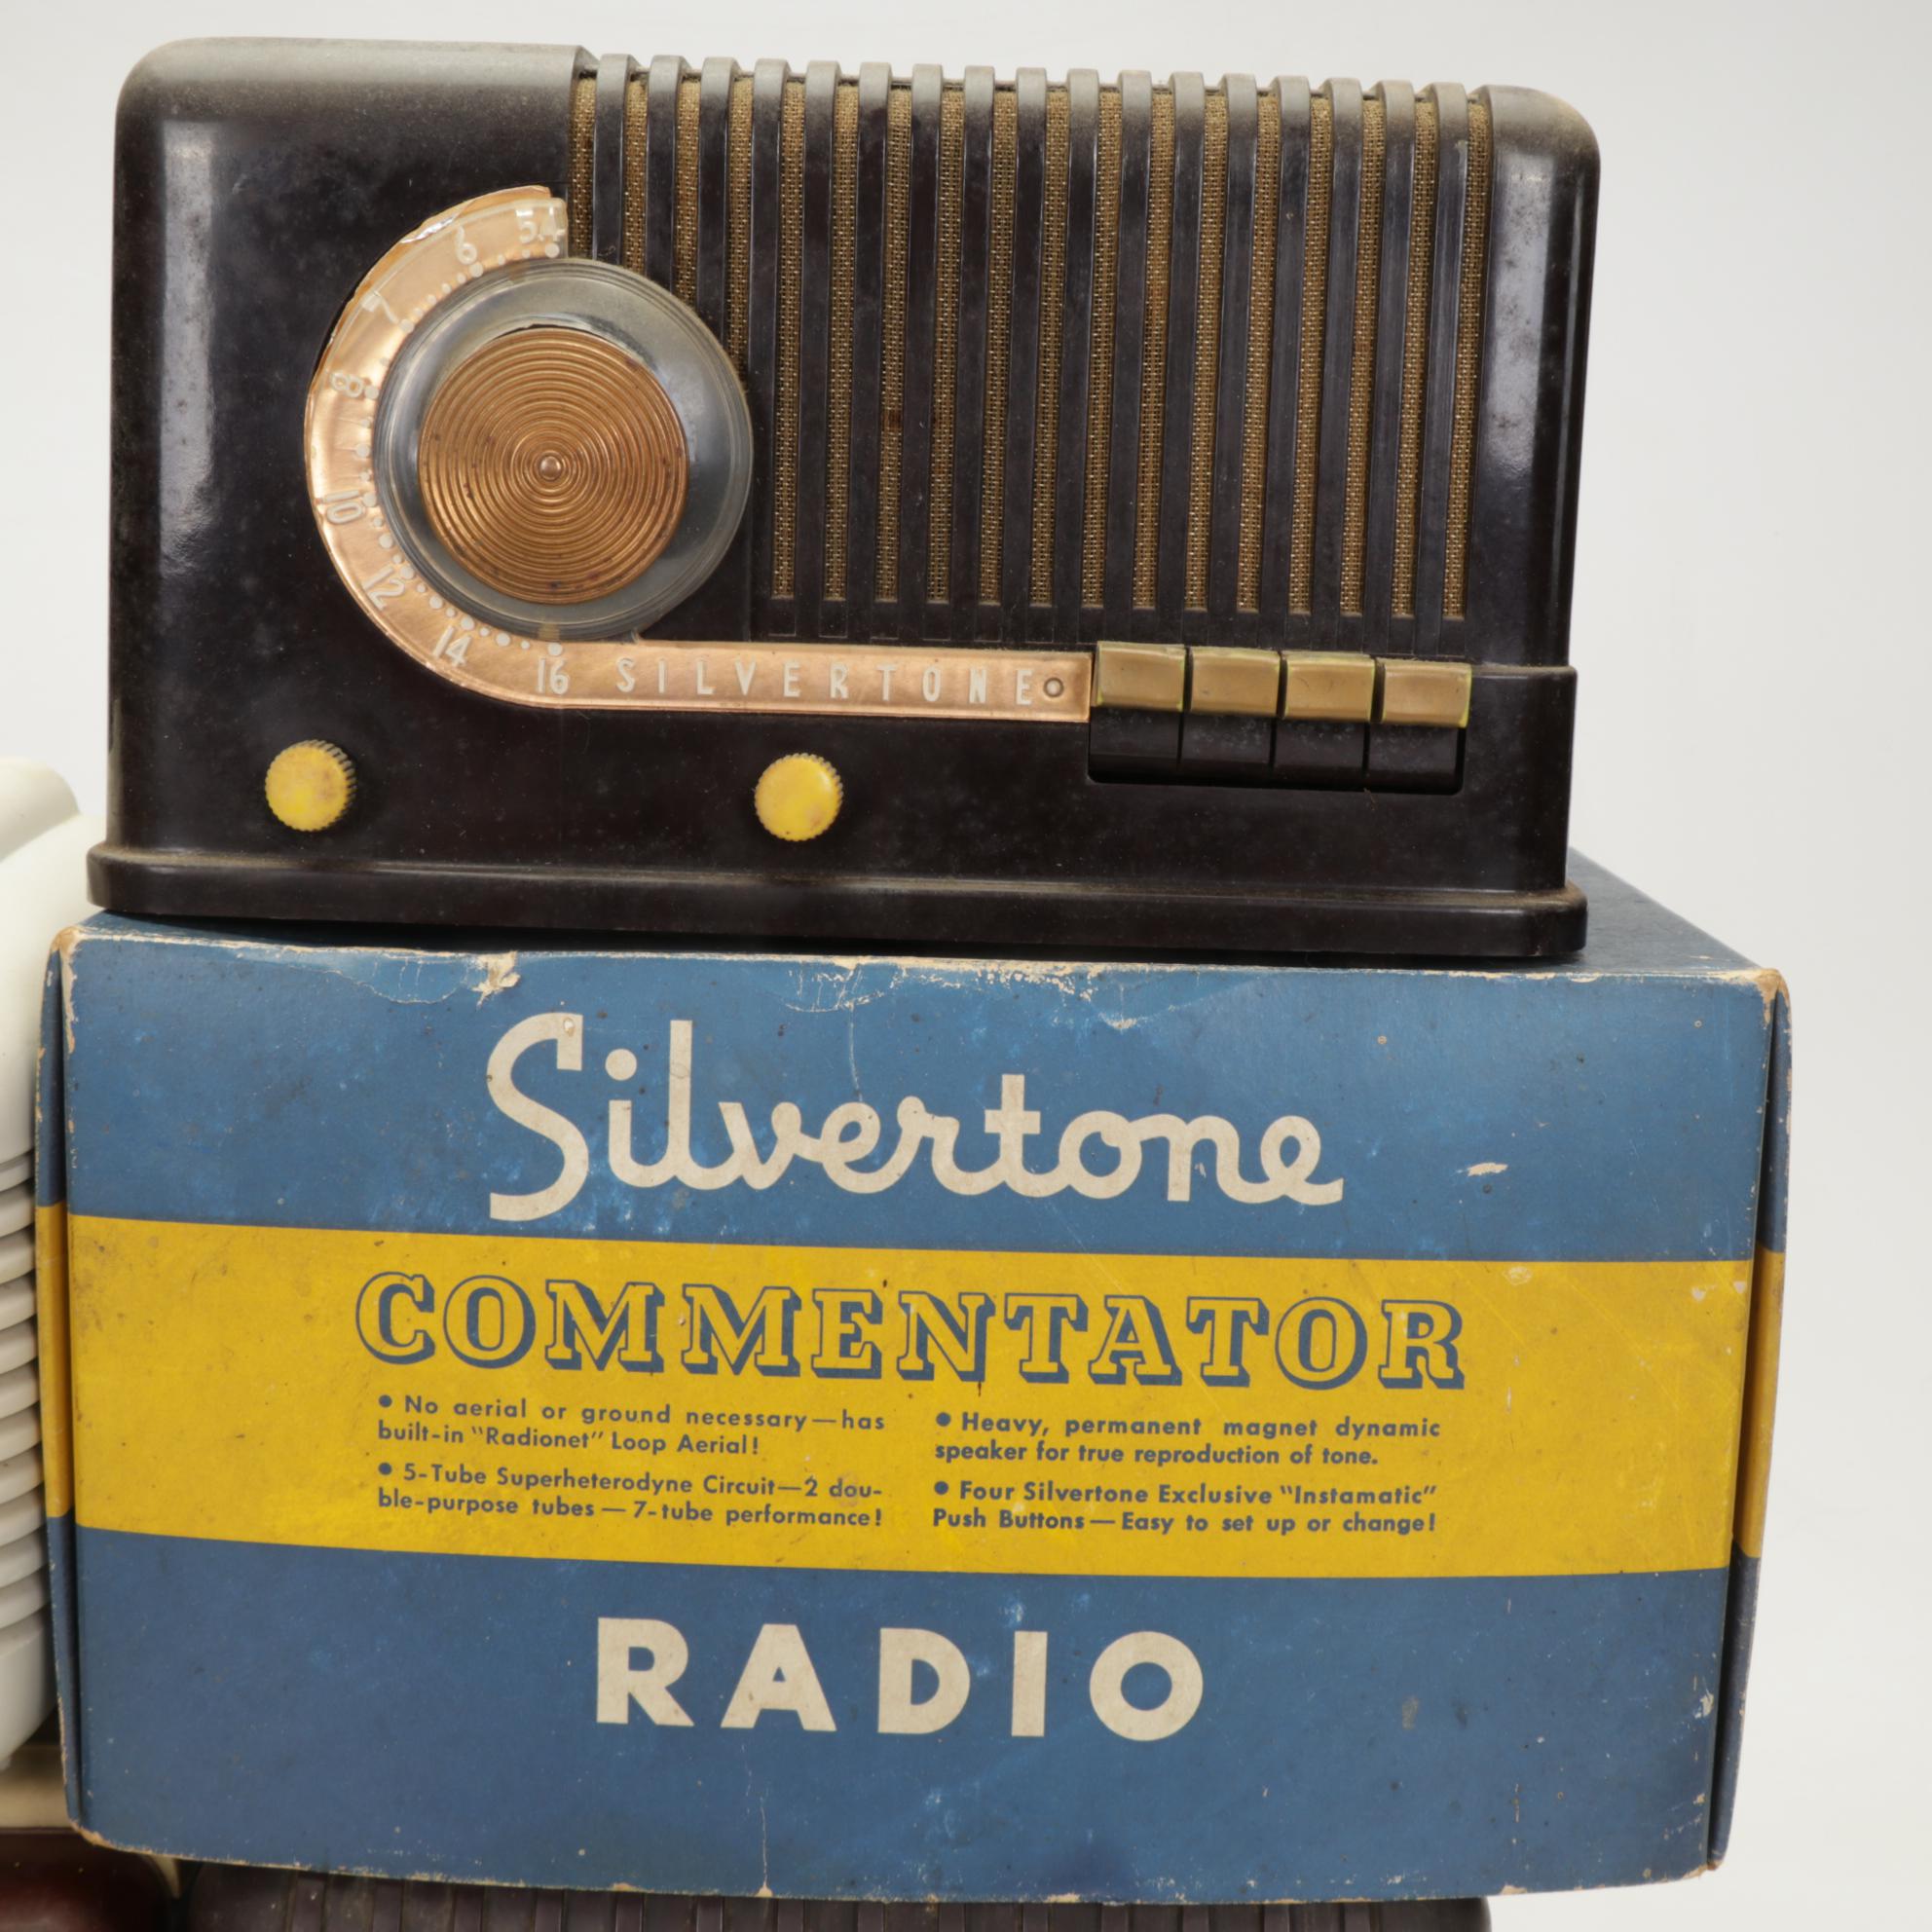 5.4
6
7
8
10
12
14
16 SILVERTONE
Silvertone
COMMENTATOR
• No aerial or ground necessary—has
built-in "Radionet" Loop Aerial!
• 5-Tube Superheterodyne Circuit—2 dou-
ble-purpose tubes — 7-tube performance!
• Heavy, permanent magnet dynamic
speaker for true reproduction of tone.
• Four Silvertone Exclusive "Instamatic"
Push Buttons — Easy to set up or change!
RADIO